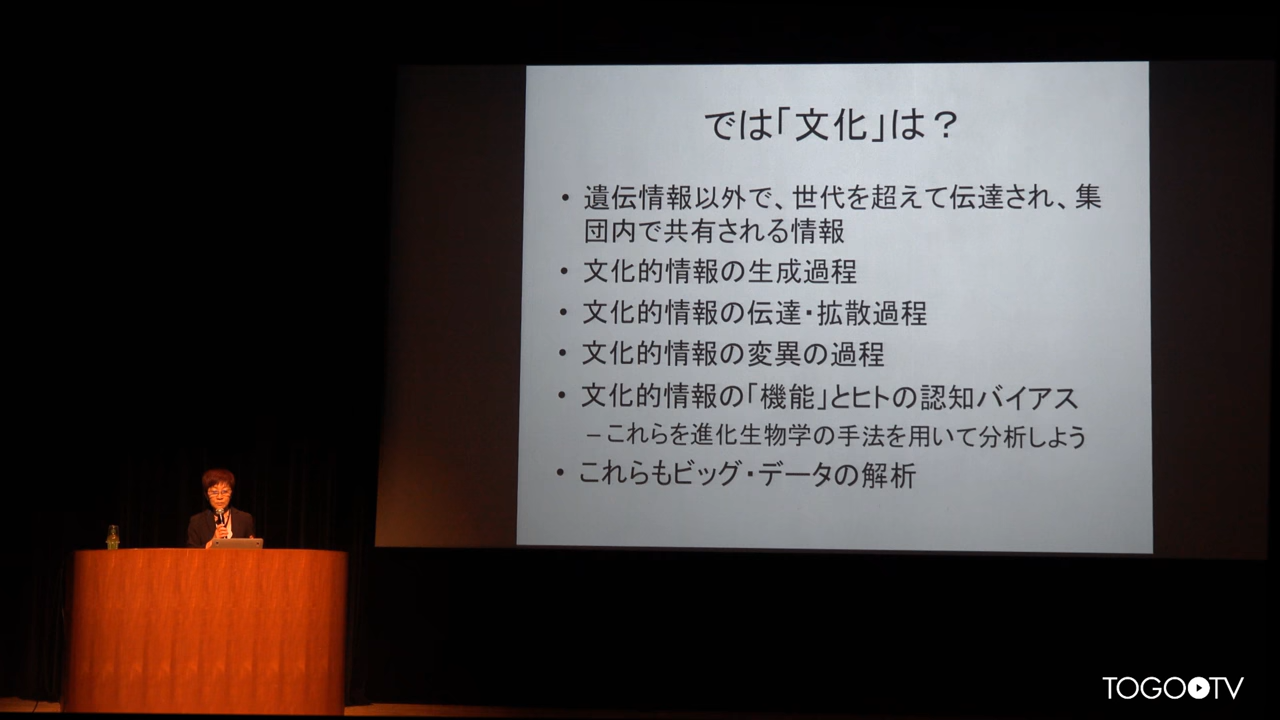 では「文化」は？
• 遺伝情報以外で、世代を超えて伝達され、集
団内で共有される情報
• 文化的情報の生成過程
• 文化的情報の伝達・拡散過程
• 文化的情報の変異の過程
• 文化的情報の「機能」とヒトの認知バイアス
– これらを進化生物学の手法を用いて分析しよう
• これらもビッグ・データの解析
TOGOTV